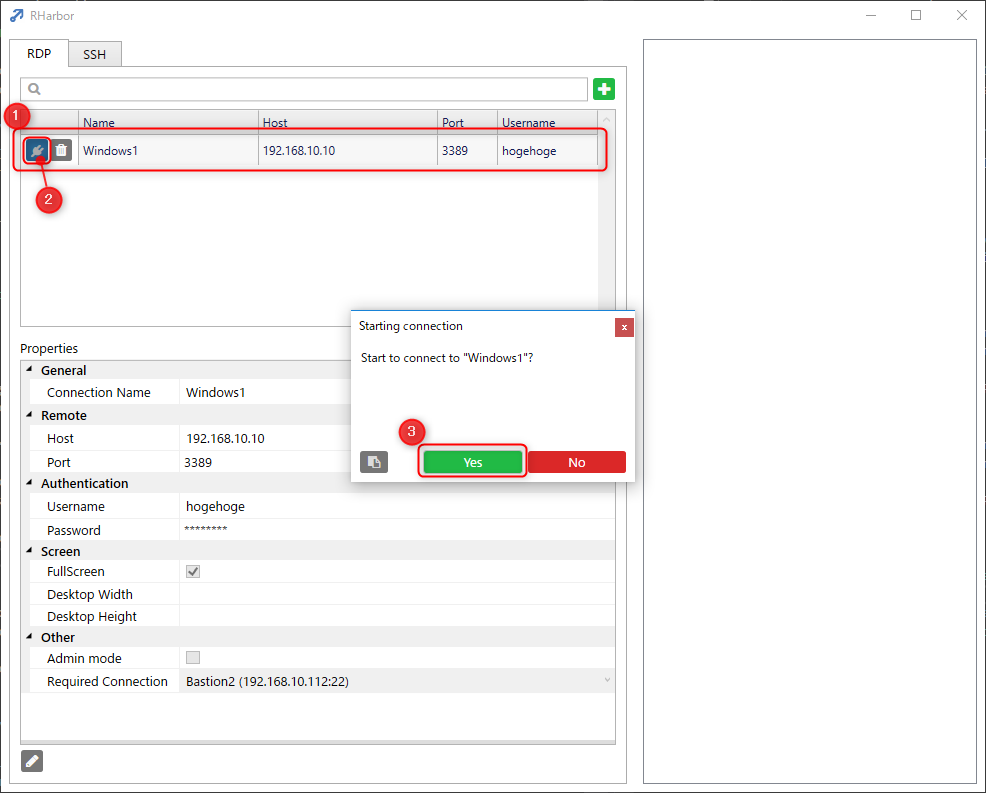 RHarbor
RDP SSH
1
Name Host Port Username
Windows1 192.168.10.10 3389 hogehoge
2
Starting connection
x
Start to connect to "Windows1"?
3
Yes No
Properties
General
Connection Name Windows1
Remote
Host 192.168.10.10
Port 3389
Authentication
Username hogehoge
Password ********
Screen
FullScreen
Desktop Width
Desktop Height
Other
Admin mode
Required Connection Bastion2 (192.168.10.112:22)